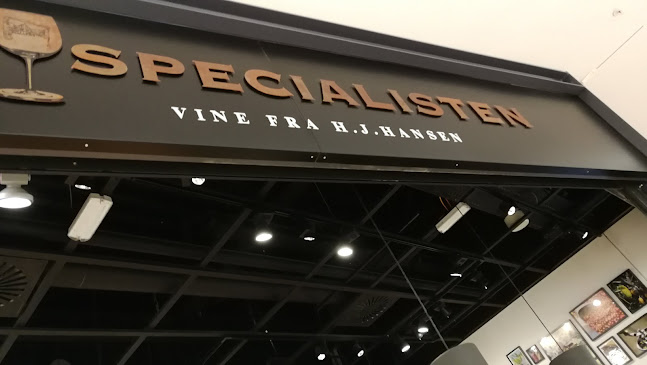 SPECIALISTEN
VINE FRA H.J.HANSEN